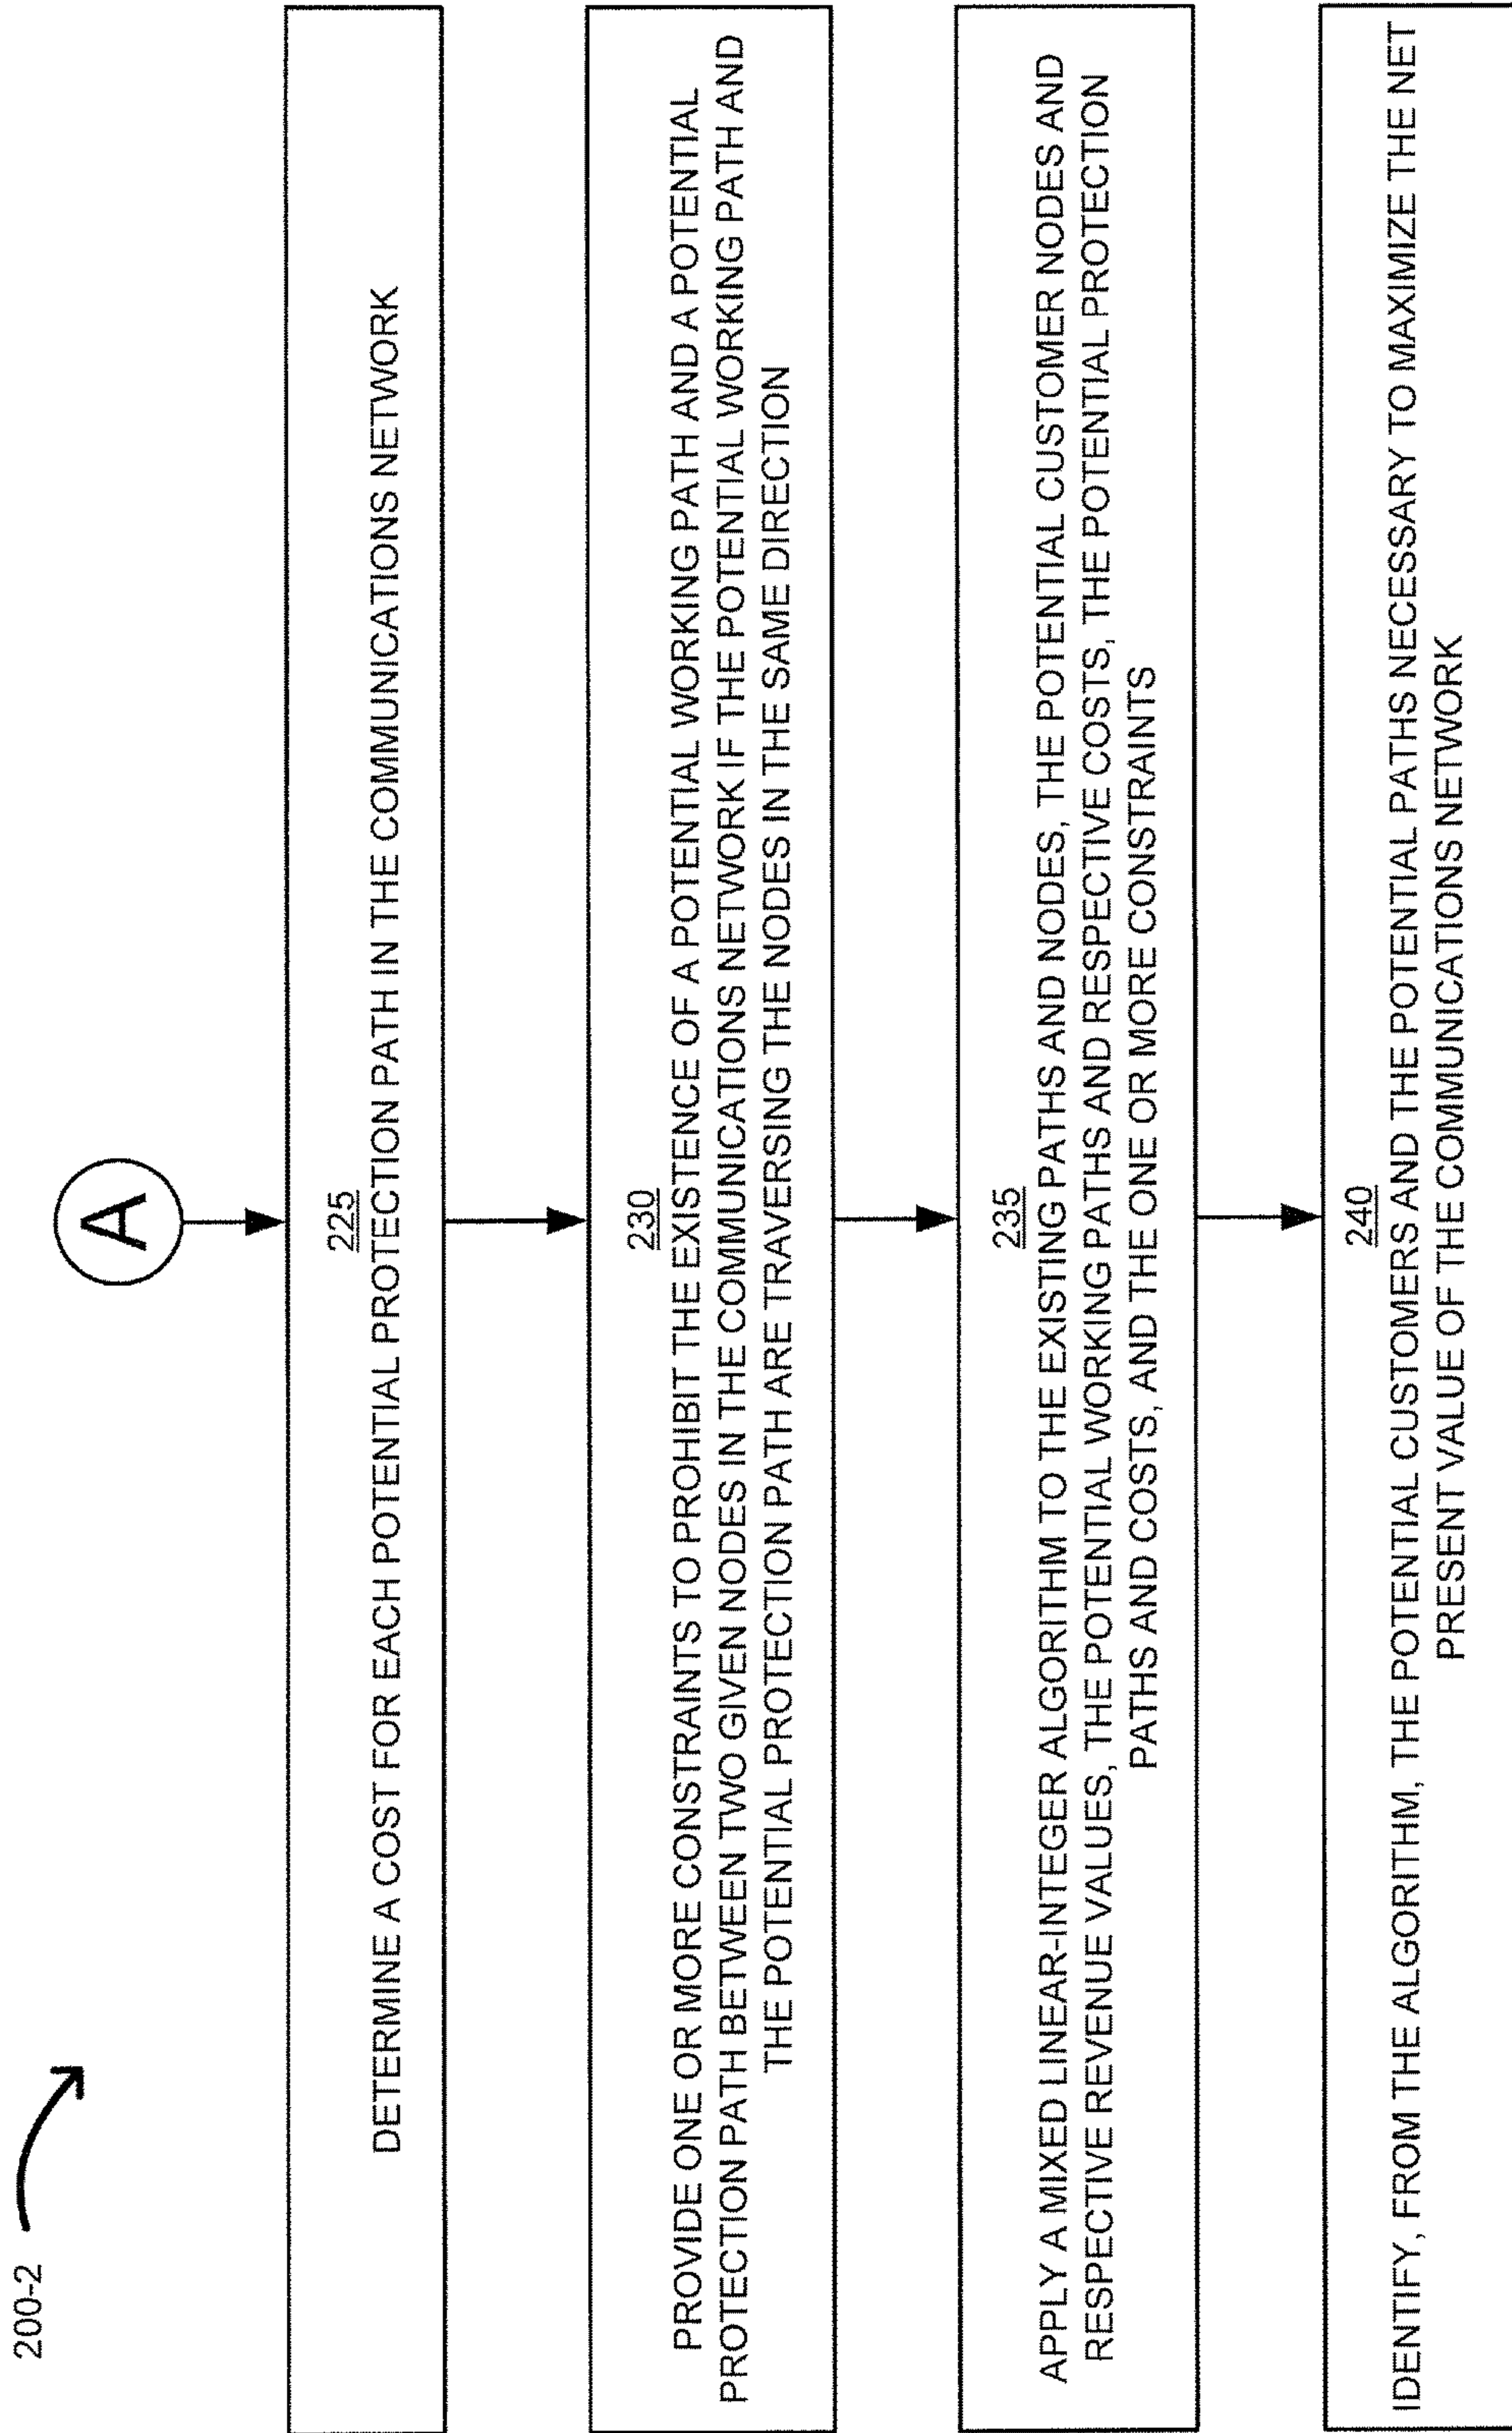 200-2
A
225
DETERMINE A COST FOR EACH POTENTIAL PROTECTION PATH IN THE COMMUNICATIONS NETWORK
230
PROVIDE ONE OR MORE CONSTRAINTS TO PROHIBIT THE EXISTENCE OF A POTENTIAL WORKING PATH AND A POTENTIAL
PROTECTION PATH BETWEEN TWO GIVEN NODES IN THE COMMUNICATIONS NETWORK IF THE POTENTIAL WORKING PATH AND
THE POTENTIAL PROTECTION PATH ARE TRAVERSING THE NODES IN THE SAME DIRECTION
235
APPLY A MIXED LINEAR-INTEGER ALGORITHM TO THE EXISTING PATHS AND NODES, THE POTENTIAL CUSTOMER NODES AND
RESPECTIVE REVENUE VALUES, THE POTENTIAL WORKING PATHS AND RESPECTIVE COSTS, THE POTENTIAL PROTECTION
PATHS AND COSTS, AND THE ONE OR MORE CONSTRAINTS
240
IDENTIFY, FROM THE ALGORITHM, THE POTENTIAL CUSTOMERS AND THE POTENTIAL PATHS NECESSARY TO MAXIMIZE THE NET
PRESENT VALUE OF THE COMMUNICATIONS NETWORK